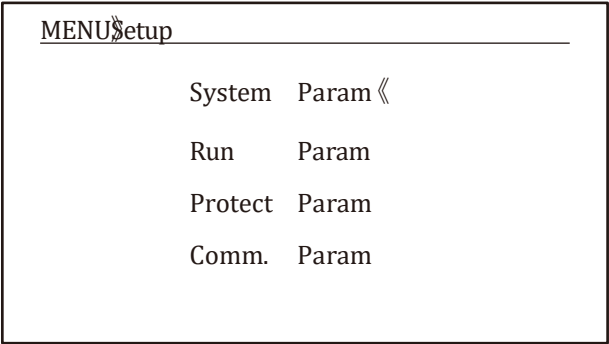 MENU》Setup
System Param《
Run Param
Protect Param
Comm. Param